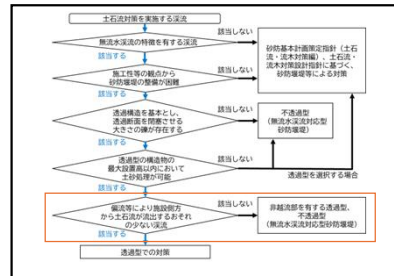 土石流対策を実施する渓流
無流水渓流の特徴を有する渓流
該当しない
該当する
施工性等の観点から
砂防堰堤の整備が困難
該当しない
砂防基本計画策定指針（土石
流・流木対策編）、土石流・
流木対策設計指針に基づく、
砂防堰堤等による対策
該当する
透過構造を基本とし、
透過断面を閉塞させる
大きさの礫が存在する
該当しない
不透過型
（無流水渓流対応型
砂防堰堤）
該当する
透過型の構造物の
最大設置高以内において
土砂処理が可能
該当しない
透過型を選択する場合
該当する
偏流等により施設側方
から土石流が流出するおそれ
の少ない渓流
該当しない
非越流部を有する透過型、
不透過型
（無流水渓流対応型砂防堰堤）
該当する
透過型での対策